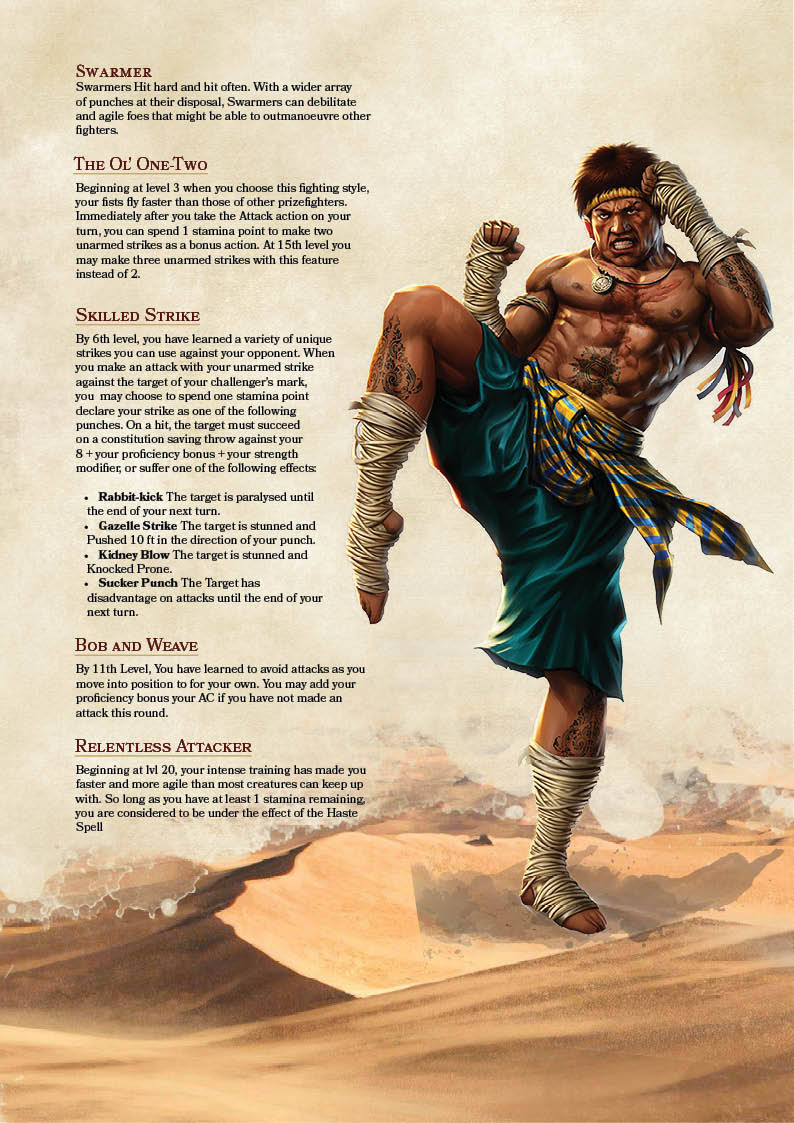 Swarmer
Swarmers Hit hard and hit often. With a wider array
of punches at their disposal, Swarmers can debilitate
and agile foes that might be able to outmanoeuvre other
fighters.
The Ol' One-Two
Beginning at level 3 when you choose this fighting style,
your fists fly faster than those of other prizefighters.
Immediately after you take the Attack action on your
turn, you can spend 1 stamina point to make two
unarmed strikes as a bonus action. At 15th level you
may make three unarmed strikes with this feature
instead of 2.
Skilled Strike
By 6th level, you have learned a variety of unique
strikes you can use against your opponent. When
you make an attack with your unarmed strike
against the target of your challenger's mark,
you may choose to spend one stamina point
declare your strike as one of the following
punches. On a hit, the target must succeed
on a constitution saving throw against your
8 + your proficiency bonus + your strength
modifier, or suffer one of the following effects:
• Rabbit-kick The target is paralysed until
the end of your next turn.
• Gazelle Strike The target is stunned and
Pushed 10 ft in the direction of your punch.
• Kidney Blow The target is stunned and
Knocked Prone.
• Sucker Punch The Target has
disadvantage on attacks until the end of your
next turn.
Bob and Weave
By 11th Level, You have learned to avoid attacks as you
move into position to for your own. You may add your
proficiency bonus your AC if you have not made an
attack this round.
Relentless Attacker
Beginning at lvl 20, your intense training has made you
faster and more agile than most creatures can keep up
with. So long as you have at least 1 stamina remaining,
you are considered to be under the effect of the Haste
Spell